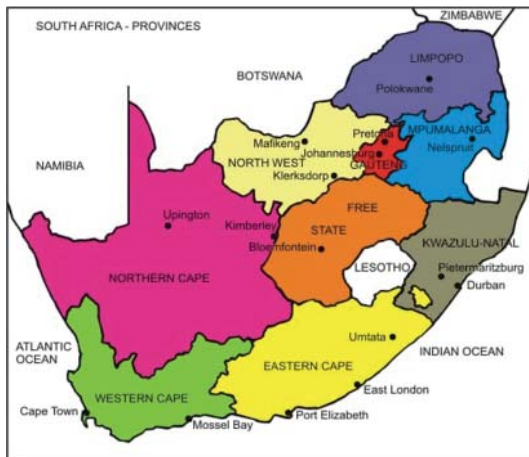 ZIMBABWE
SOUTH AFRICA - PROVINCES
LIMPOPO
BOTSWANA
Polokwane
Pretoria
MPUMALANGA
Mafikeng
Johannesburg
Nelspruit
NAMIBIA
NORTH WEST
GAUTENG
Klerksdorp
FREE
Upington
Kimberley
STATE
KWAZULU-NATAL
Bloemfontein
LESOTHO
Pietermaritzburg
NORTHERN CAPE
Durban
Umtata
ATLANTIC
OCEAN
INDIAN OCEAN
EASTERN CAPE
East London
WESTERN CAPE
Cape Town
Mossel Bay
Port Elizabeth